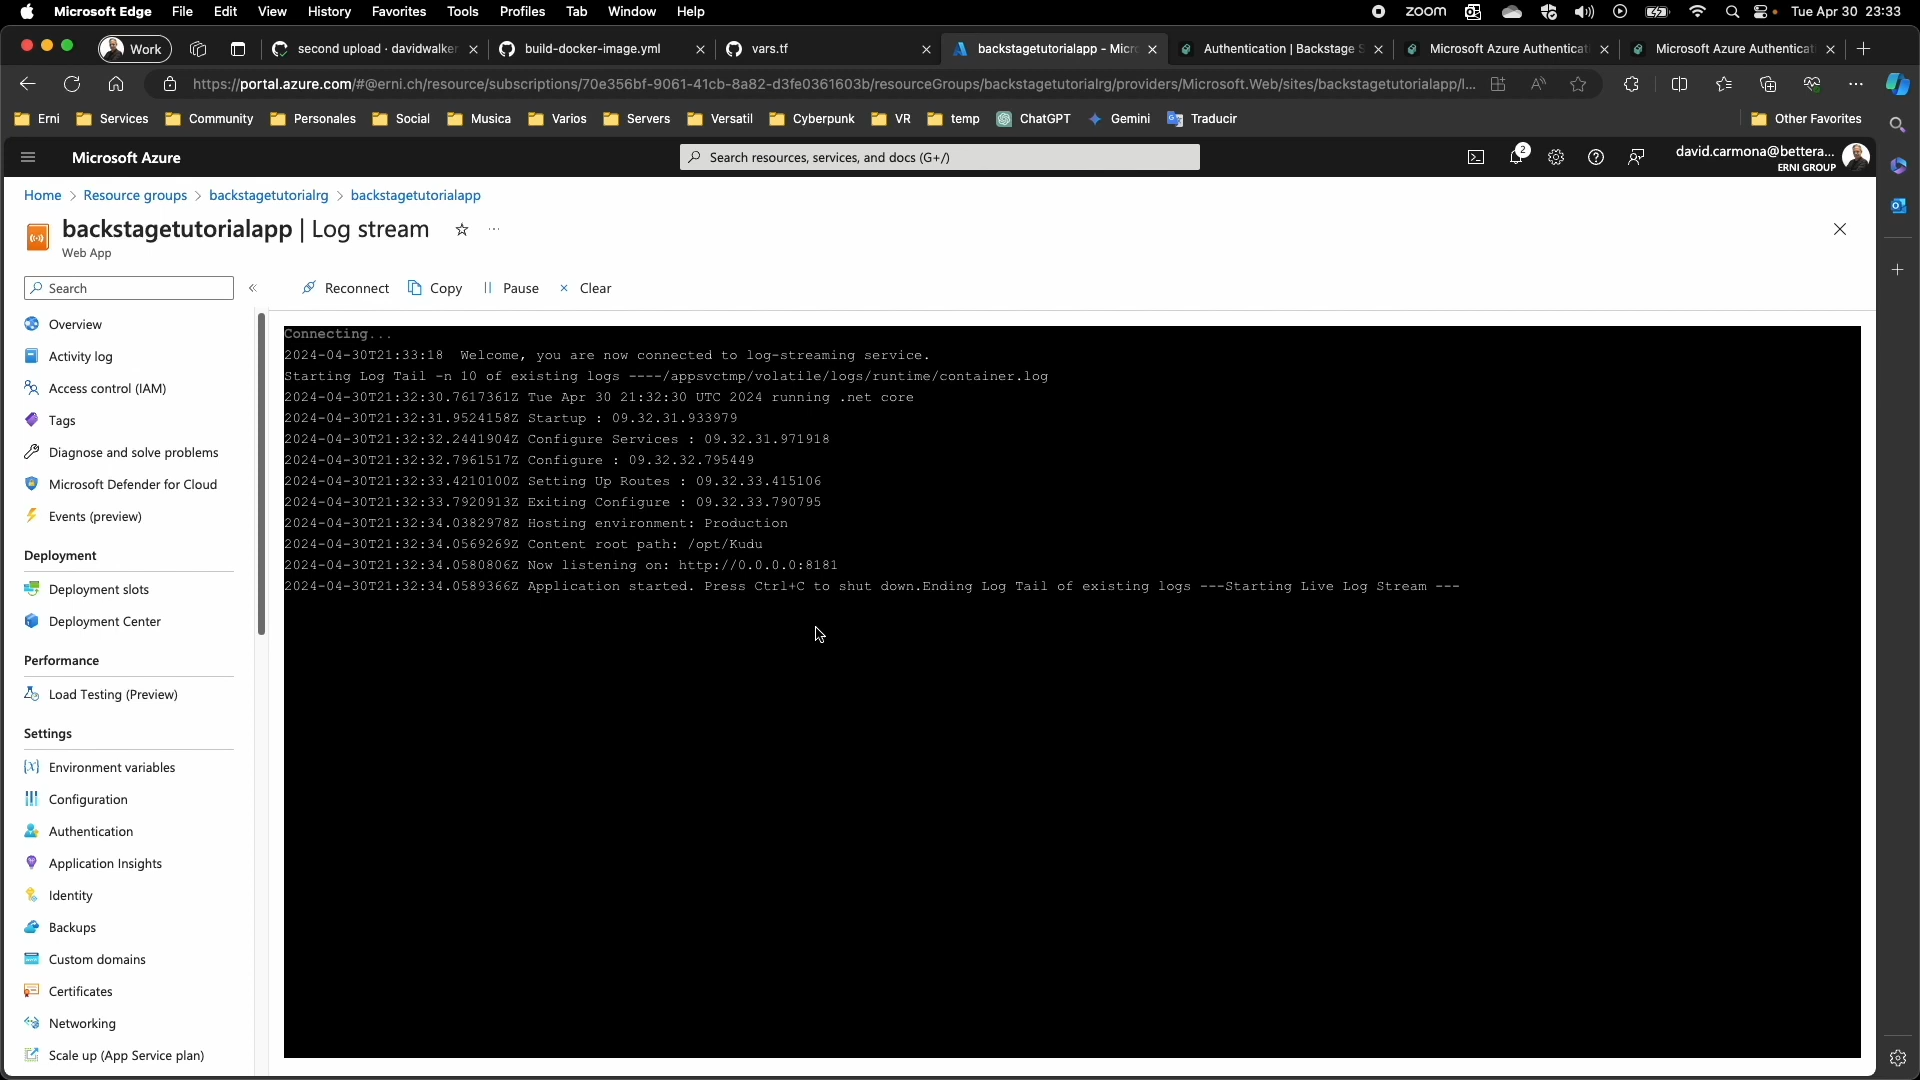 Microsoft Edge File Edit View History Favorites Tools Profiles Tab Window Help zoom Tue Apr 30 23:33
Work second upload · davidwalker build-docker-image.yml vars.tf backstagetutorialapp - Micr Authentication | Backstage S Microsoft Azure Authenticat Microsoft Azure Authenticat
https://portal.azure.com/#@erni.ch/resource/subscriptions/70e356bf-9061-41cb-8a82-d3fe0361603b/resourceGroups/backstagetutorialrg/providers/Microsoft.Web/sites/backstagetutorialapp/l...
Erni Services Community Personales Social Musica Varios Servers Versatil Cyberpunk VR temp ChatGPT Gemini Traducir Other Favorites
Microsoft Azure Search resources, services, and docs (G+/) 2 david.carmona@bettera...
ERNI GROUP
Home > Resource groups > backstagetutorialrg > backstagetutorialapp
backstagetutorialapp | Log stream
Web App
Search
Reconnect Copy Pause Clear
Overview
Activity log
Access control (IAM)
Tags
Diagnose and solve problems
Microsoft Defender for Cloud
Events (preview)
Deployment
Deployment slots
Deployment Center
Performance
Load Testing (Preview)
Settings
Environment variables
Configuration
Authentication
Application Insights
Identity
Backups
Custom domains
Certificates
Networking
Scale up (App Service plan)
Connecting...
2024-04-30T21:33:18 Welcome, you are now connected to log-streaming service.
Starting Log Tail -n 10 of existing logs ----/appsvctmp/volatile/logs/runtime/container.log
2024-04-30T21:32:30.7617361Z Tue Apr 30 21:32:30 UTC 2024 running .net core
2024-04-30T21:32:31.9524158Z Startup : 09.32.31.933979
2024-04-30T21:32:32.2441904Z Configure Services : 09.32.31.971918
2024-04-30T21:32:32.7961517Z Configure : 09.32.32.795449
2024-04-30T21:32:33.4210100Z Setting Up Routes : 09.32.33.415106
2024-04-30T21:32:33.7920913Z Exiting Configure : 09.32.33.790795
2024-04-30T21:32:34.0382978Z Hosting environment: Production
2024-04-30T21:32:34.0569269Z Content root path: /opt/Kudu
2024-04-30T21:32:34.0580806Z Now listening on: http://0.0.0.0:8181
2024-04-30T21:32:34.0589366Z Application started. Press Ctrl+C to shut down.Ending Log Tail of existing logs ---Starting Live Log Stream ---